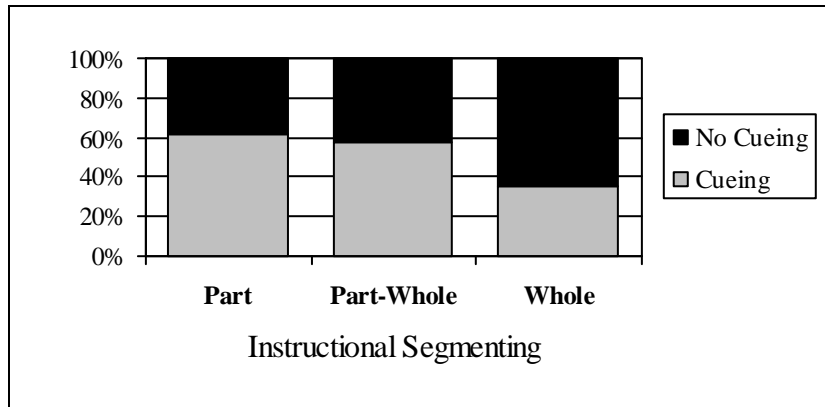 100%
80%
60%
40%
20%
0%
Part
Part-Whole
Whole
Instructional Segmenting
No Cueing
Cueing